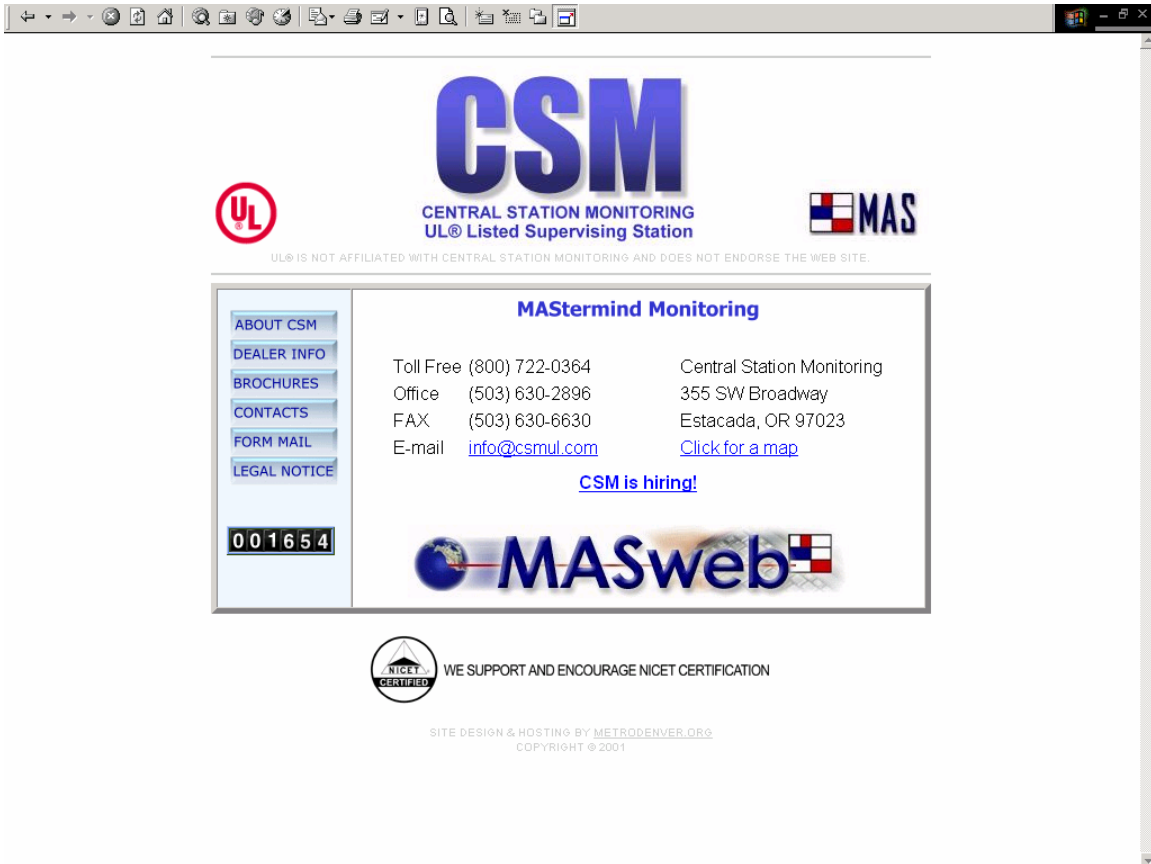 CSM
CENTRAL STATION MONITORING
UL® Listed Supervising Station
UL
®
MAS
UL® IS NOT AFFILIATED WITH CENTRAL STATION MONITORING AND DOES NOT ENDORSE THE WEB SITE.
ABOUT CSM
DEALER INFO
BROCHURES
CONTACTS
FORM MAIL
LEGAL NOTICE
001654
MAStermind Monitoring
Toll Free (800) 722-0364
Office (503) 630-2896
FAX (503) 630-6630
E-mail info@csmul.com
Central Station Monitoring
355 SW Broadway
Estacada, OR 97023
Click for a map
CSM is hiring!
MASweb
NICET
CERTIFIED
WE SUPPORT AND ENCOURAGE NICET CERTIFICATION
SITE DESIGN & HOSTING BY METRODENVER.ORG
COPYRIGHT © 2001